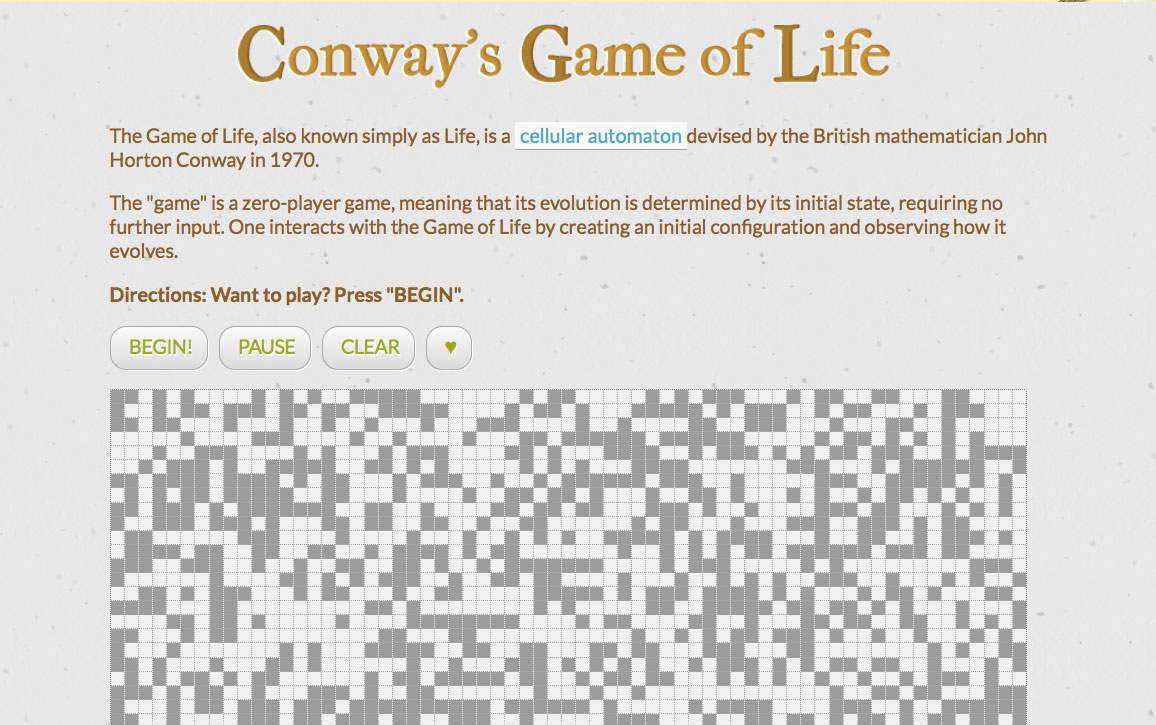 Conway's Game of Life
The Game of Life, also known simply as Life, is a cellular automaton devised by the British mathematician John
Horton Conway in 1970.
The "game" is a zero-player game, meaning that its evolution is determined by its initial state, requiring no
further input. One interacts with the Game of Life by creating an initial configuration and observing how it
evolves.
Directions: Want to play? Press "BEGIN".
BEGIN! PAUSE CLEAR ♥